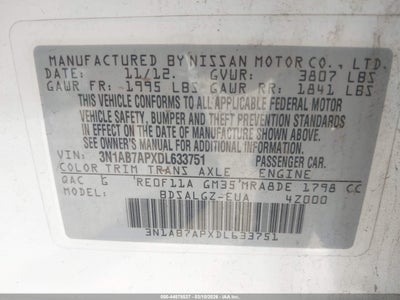 MANUFACTURED BY NISSAN MOTOR CO., LTD.
DATE: 11/12. GVWR: 3807 LBS
GAWR FR: 1995 LBS GAWR RR: 1841 LBS
THIS VEHICLE CONFORMS TO ALL APPLICABLE FEDERAL MOTOR
VEHICLE SAFETY, BUMPER AND THEFT PREVENTION STANDARDS
IN EFFECT ON THE DATE OF MANUFACTURE SHOWN ABOVE.
SEE OWNERS MANUAL FOR ADDITIONAL WEIGHT INFORMATION.
VIN: 3N1AB7APXDL633751 PASSENGER CAR.
COLOR TRIM TRANS AXLE ENGINE
QAC G RE0F11A GM35 MRA8DE 1798 CC
MODEL: BDSALGZ-EUA 4Z000
3N1AB7APXDL633751